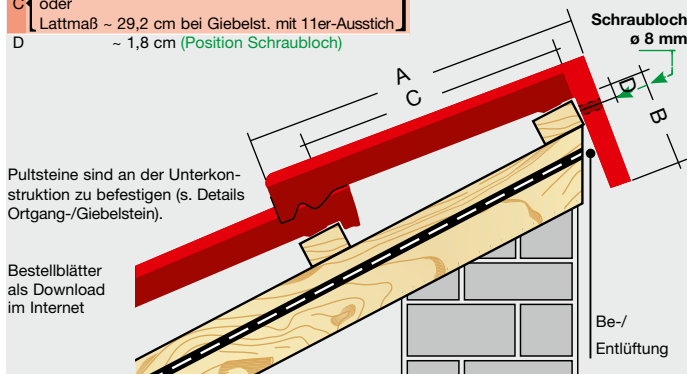 C { oder
Lattmaß ~ 29,2 cm bei Giebelst. mit 11er-Ausstich
D ~ 1,8 cm (Position Schraubloch)
Schraubloch
ø 8 mm
A
C
D
B
Pultsteine sind an der Unterkon-
struktion zu befestigen (s. Details
Ortgang-/Giebelstein).
Bestellblätter
als Download
im Internet
Be-/
Entlüftung